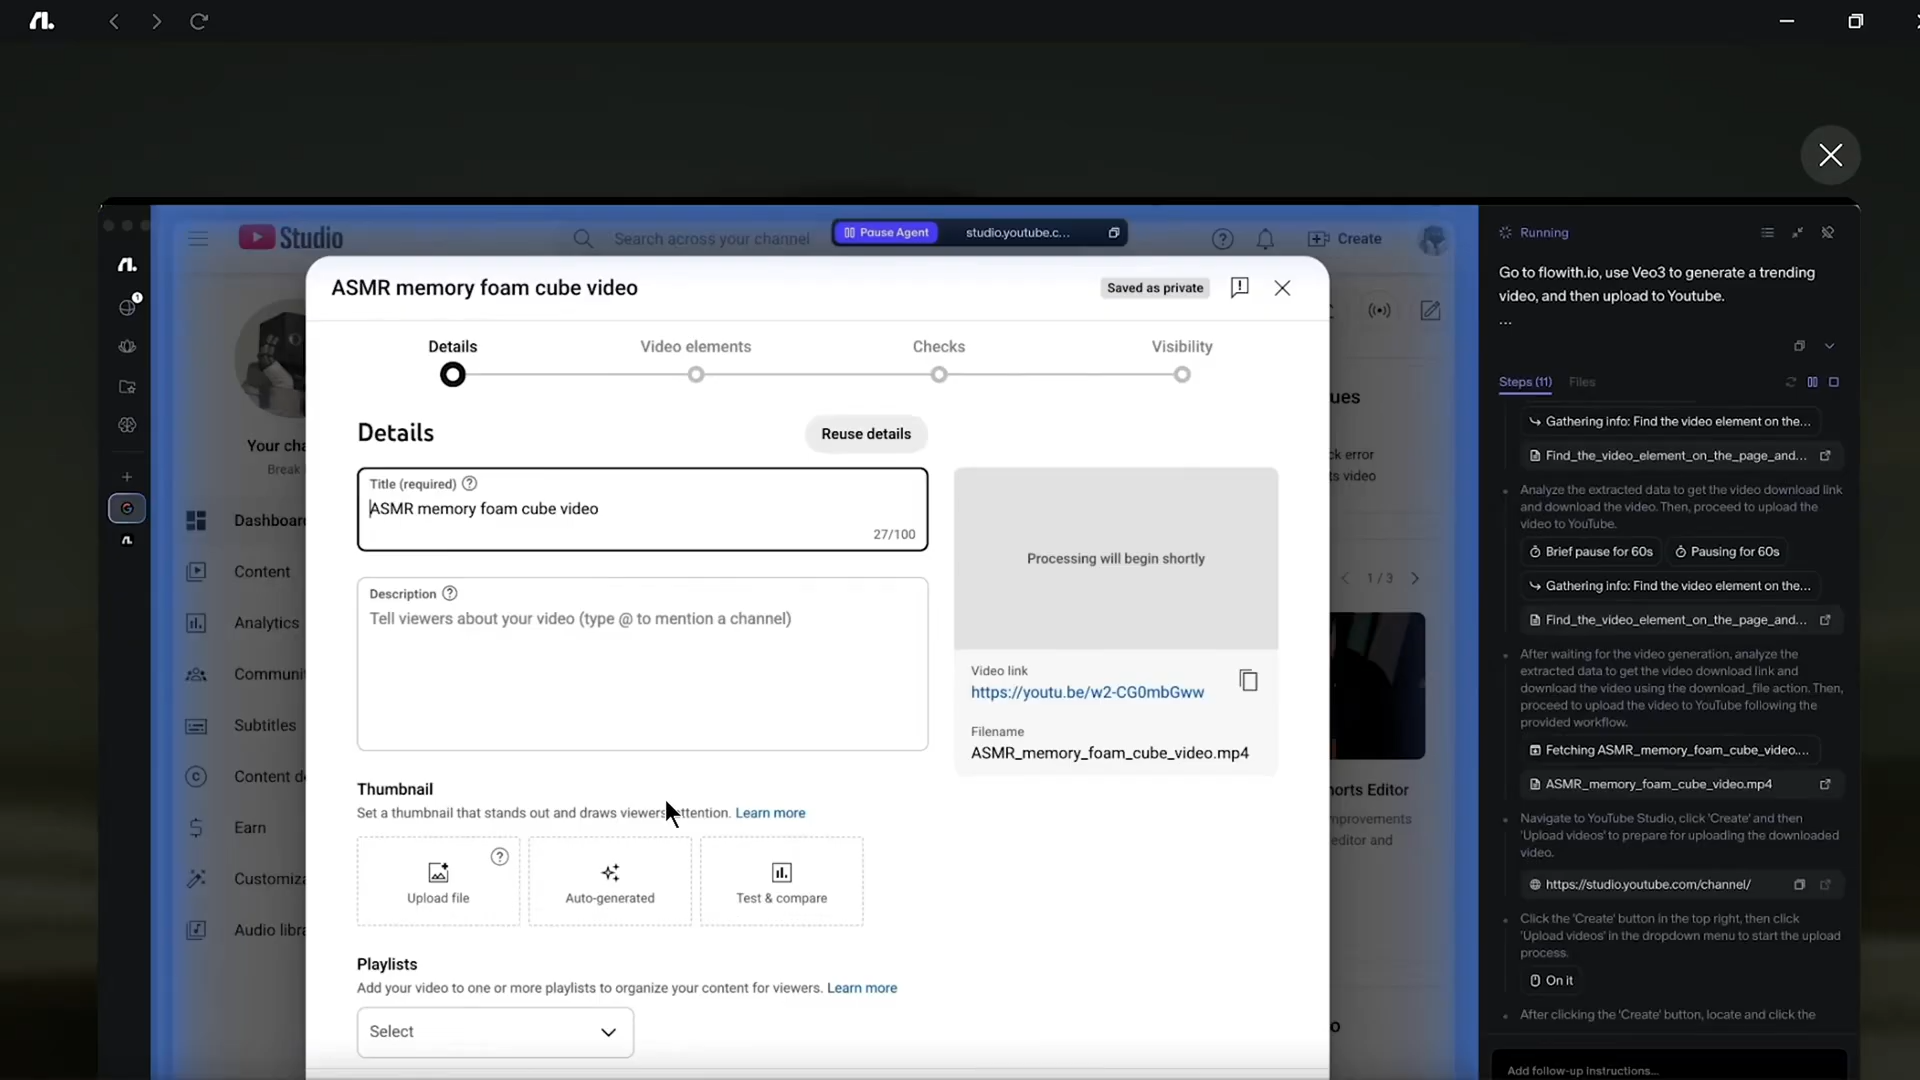 Studio
Search across your channel
Pause Agent
studio.youtube.c...
Create
ASMR memory foam cube video
Saved as private
Details
Video elements
Checks
Visibility
Details
Reuse details
Title (required)
ASMR memory foam cube video
27/100
Description
Tell viewers about your video (type @ to mention a channel)
Processing will begin shortly
Video link
https://youtu.be/w2-CG0mbGww
Filename
ASMR_memory_foam_cube_video.mp4
Thumbnail
Set a thumbnail that stands out and draws viewers attention. Learn more
Upload file
Auto-generated
Test & compare
Playlists
Add your video to one or more playlists to organize your content for viewers. Learn more
Select
Your cha
Break
Dashboar
Content
Analytics
Communi
Subtitles
Content d
Earn
Customiza
Audio libra
ues
ck error
ts video
1 / 3
horts Editor
mprovements
editor and
o
Running
Go to flowith.io, use Veo3 to generate a trending
video, and then upload to Youtube.
...
Steps (11)
Files
Gathering info: Find the video element on the...
Find_the_video_element_on_the_page_and...
Analyze the extracted data to get the video download link
and download the video. Then, proceed to upload the
video to YouTube.
Brief pause for 60s
Pausing for 60s
Gathering info: Find the video element on the...
Find_the_video_element_on_the_page_and...
After waiting for the video generation, analyze the
extracted data to get the video download link and
download the video using the download_file action. Then,
proceed to upload the video to YouTube following the
provided workflow.
Fetching ASMR_memory_foam_cube_video....
ASMR_memory_foam_cube_video.mp4
Navigate to YouTube Studio, click 'Create' and then
'Upload videos' to prepare for uploading the downloaded
video.
https://studio.youtube.com/channel/
Click the 'Create' button in the top right, then click
'Upload videos' in the dropdown menu to start the upload
process.
On it
After clicking the 'Create' button, locate and click the
Add follow-up instructions...